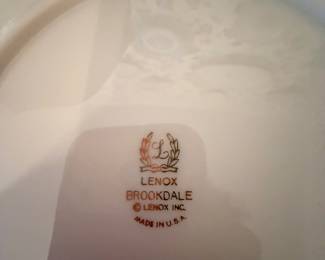 L
LENOX
BROOKDALE
© LENOX INC.
MADE IN U.S.A.